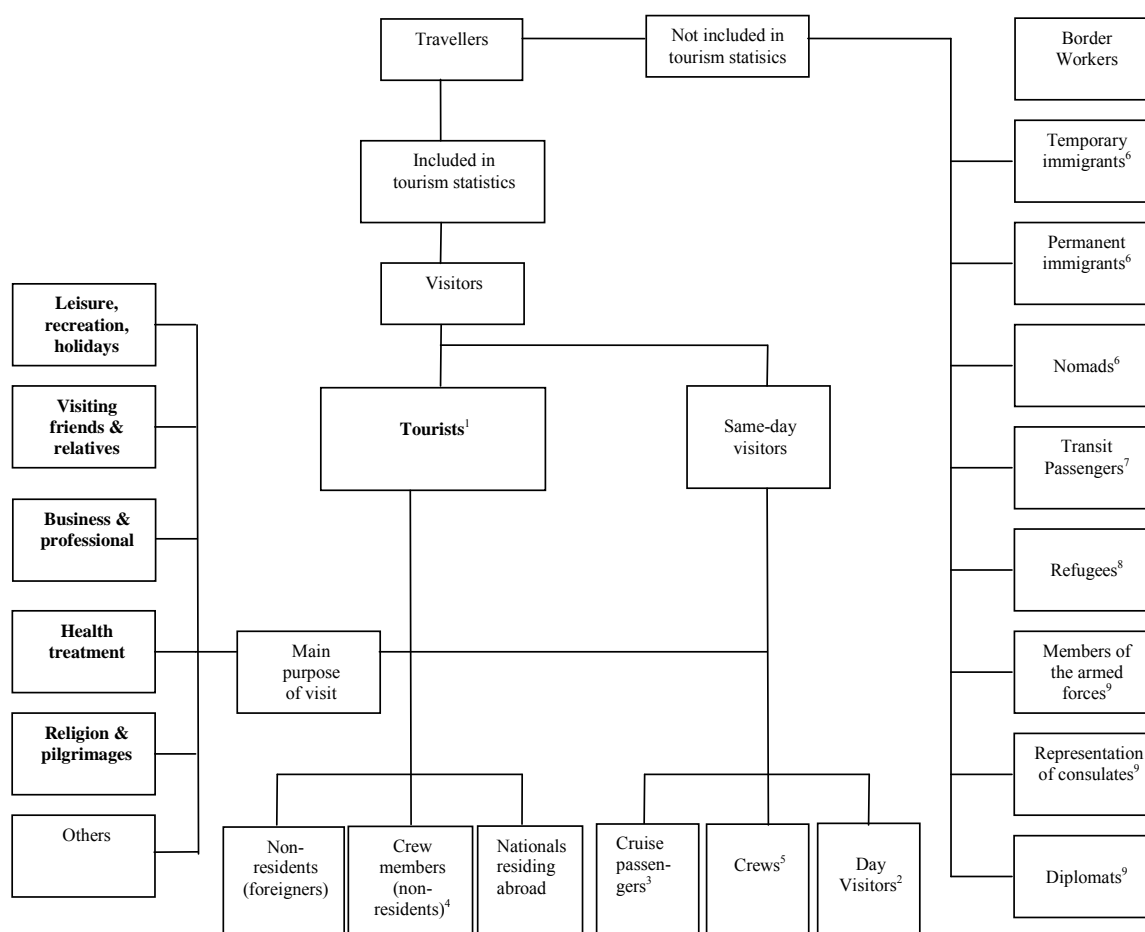 Travellers
Not included in
tourism statisics
Border
Workers
Temporary
immigrants⁶
Included in
tourism statistics
Permanent
immigrants⁶
Visitors
Leisure,
recreation,
holidays
Nomads⁶
Visiting
friends &
relatives
Tourists¹
Same-day
visitors
Transit
Passengers⁷
Business &
professional
Refugees⁸
Health
treatment
Main
purpose
of visit
Members of
the armed
forces⁹
Religion &
pilgrimages
Representation
of consulates⁹
Others
Non-
residents
(foreigners)
Crew
members
(non-
residents)⁴
Nationals
residing
abroad
Cruise
passen-
gers³
Crews⁵
Day
Visitors²
Diplomats⁹